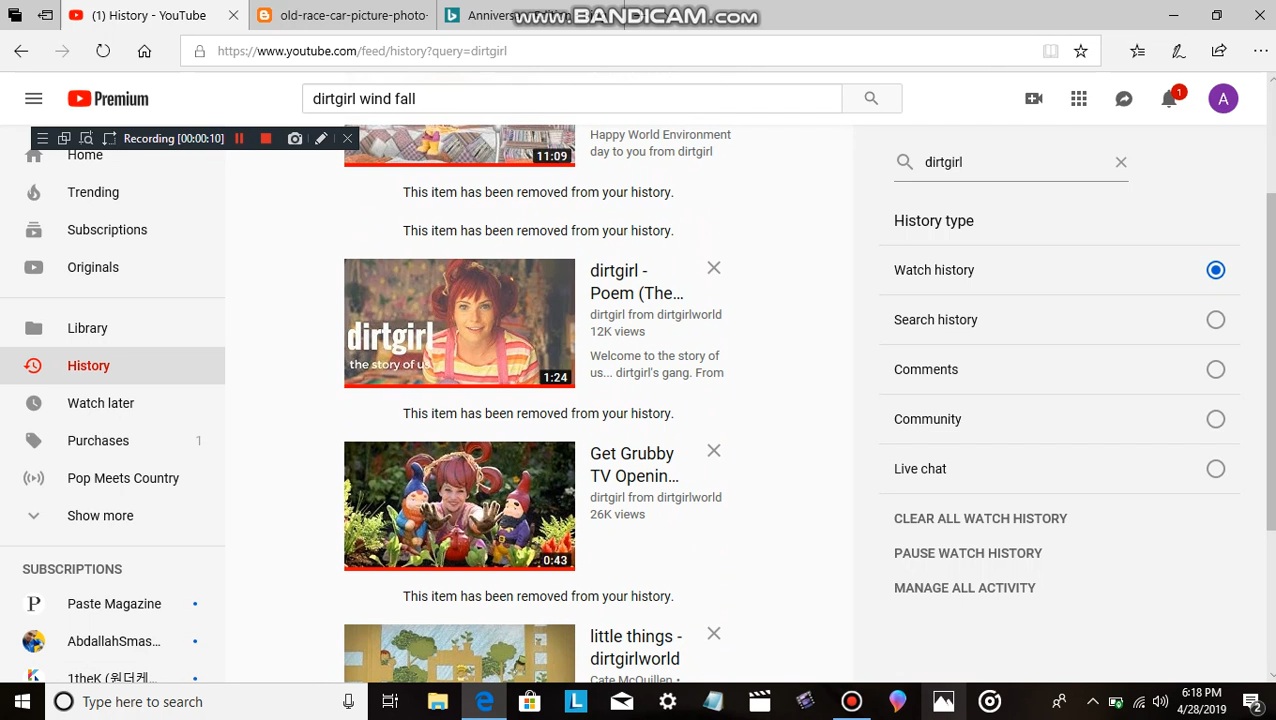 (1) History - YouTube
old-race-car-picture-photo-
Annivers
WWW.BANDICAM.COM
https://www.youtube.com/feed/history?query=dirtgirl
Premium
dirtgirl wind fall
1
A
Recording [00:00:10]
Home
Trending
Subscriptions
Originals
Library
History
Watch later
Purchases 1
Pop Meets Country
Show more
SUBSCRIPTIONS
Paste Magazine
AbdallahSmas...
1theK (원더케...
11:09
Happy World Environment
day to you from dirtgirl
This item has been removed from your history.
This item has been removed from your history.
dirtgirl
the story of us
1:24
dirtgirl -
Poem (The...
dirtgirl from dirtgirlworld
12K views
Welcome to the story of
us... dirtgirl's gang. From
This item has been removed from your history.
0:43
Get Grubby
TV Openin...
dirtgirl from dirtgirlworld
26K views
This item has been removed from your history.
little things -
dirtgirlworld
Cate McQuillen •
dirtgirl
History type
Watch history
Search history
Comments
Community
Live chat
CLEAR ALL WATCH HISTORY
PAUSE WATCH HISTORY
MANAGE ALL ACTIVITY
Type here to search
6:18 PM
4/28/2019
2